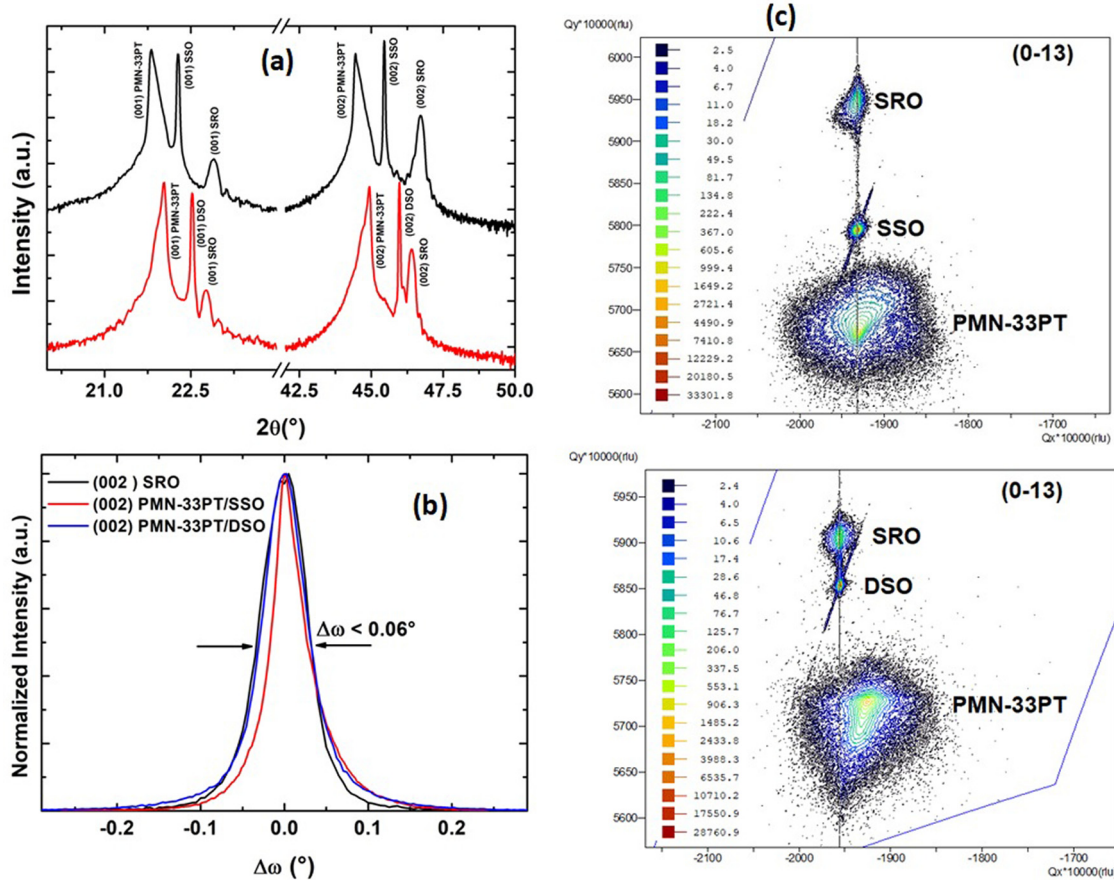 (a)
Intensity (a.u.)
(001) PMN-33PT
(001) SSO
(001) SRO
(002) PMN-33PT
(002) SSO
(002) SRO
(001) PMN-33PT
(001) DSO
(001) SRO
(002) PMN-33PT
(002) DSO
(002) SRO
21.0 22.5 42.5 45.0 47.5 50.0
2θ(°)
(b)
Normalized Intensity (a.u.)
(002 ) SRO
(002) PMN-33PT/SSO
(002) PMN-33PT/DSO
Δω < 0.06°
-0.2 -0.1 0.0 0.1 0.2
Δω (°)
(c)
Qy*10000(rlu)
(0-13)
6000
5950
5900
5850
5800
5750
5700
5650
5600
2.5
4.0
6.7
11.0
18.2
30.0
49.5
81.7
134.8
222.4
367.0
605.6
999.4
1649.2
2721.4
4490.9
7410.8
12229.2
20180.5
33301.8
SRO
SSO
PMN-33PT
-2100 -2000 -1900 -1800 -1700
Qx*10000(rlu)
Qy*10000(rlu)
(0-13)
5950
5900
5850
5800
5750
5700
5650
5600
2.4
4.0
6.5
10.6
17.4
28.6
46.8
76.7
125.7
206.0
337.5
553.1
906.3
1485.2
2433.8
3988.3
6535.7
10710.2
17550.9
28760.9
SRO
DSO
PMN-33PT
-2100 -2000 -1900 -1800 -1700
Qx*10000(rlu)